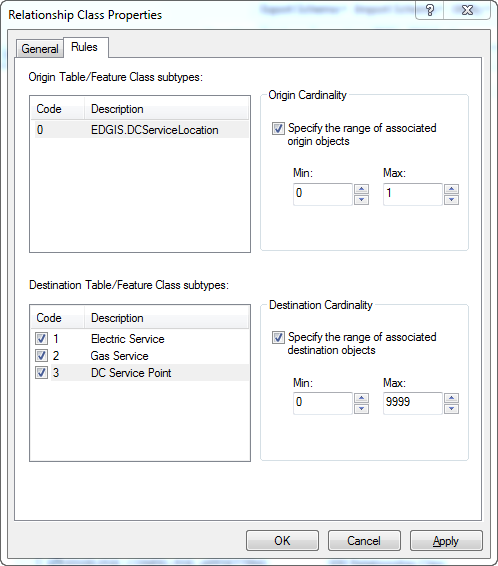 Relationship Class Properties
General Rules
Origin Table/Feature Class subtypes:
Code Description
0 EDGIS.DCServiceLocation
Origin Cardinality
Specify the range of associated
origin objects
Min: Max:
0 1
Destination Table/Feature Class subtypes:
Code Description
1 Electric Service
2 Gas Service
3 DC Service Point
Destination Cardinality
Specify the range of associated
destination objects
Min: Max:
0 9999
OK Cancel Apply